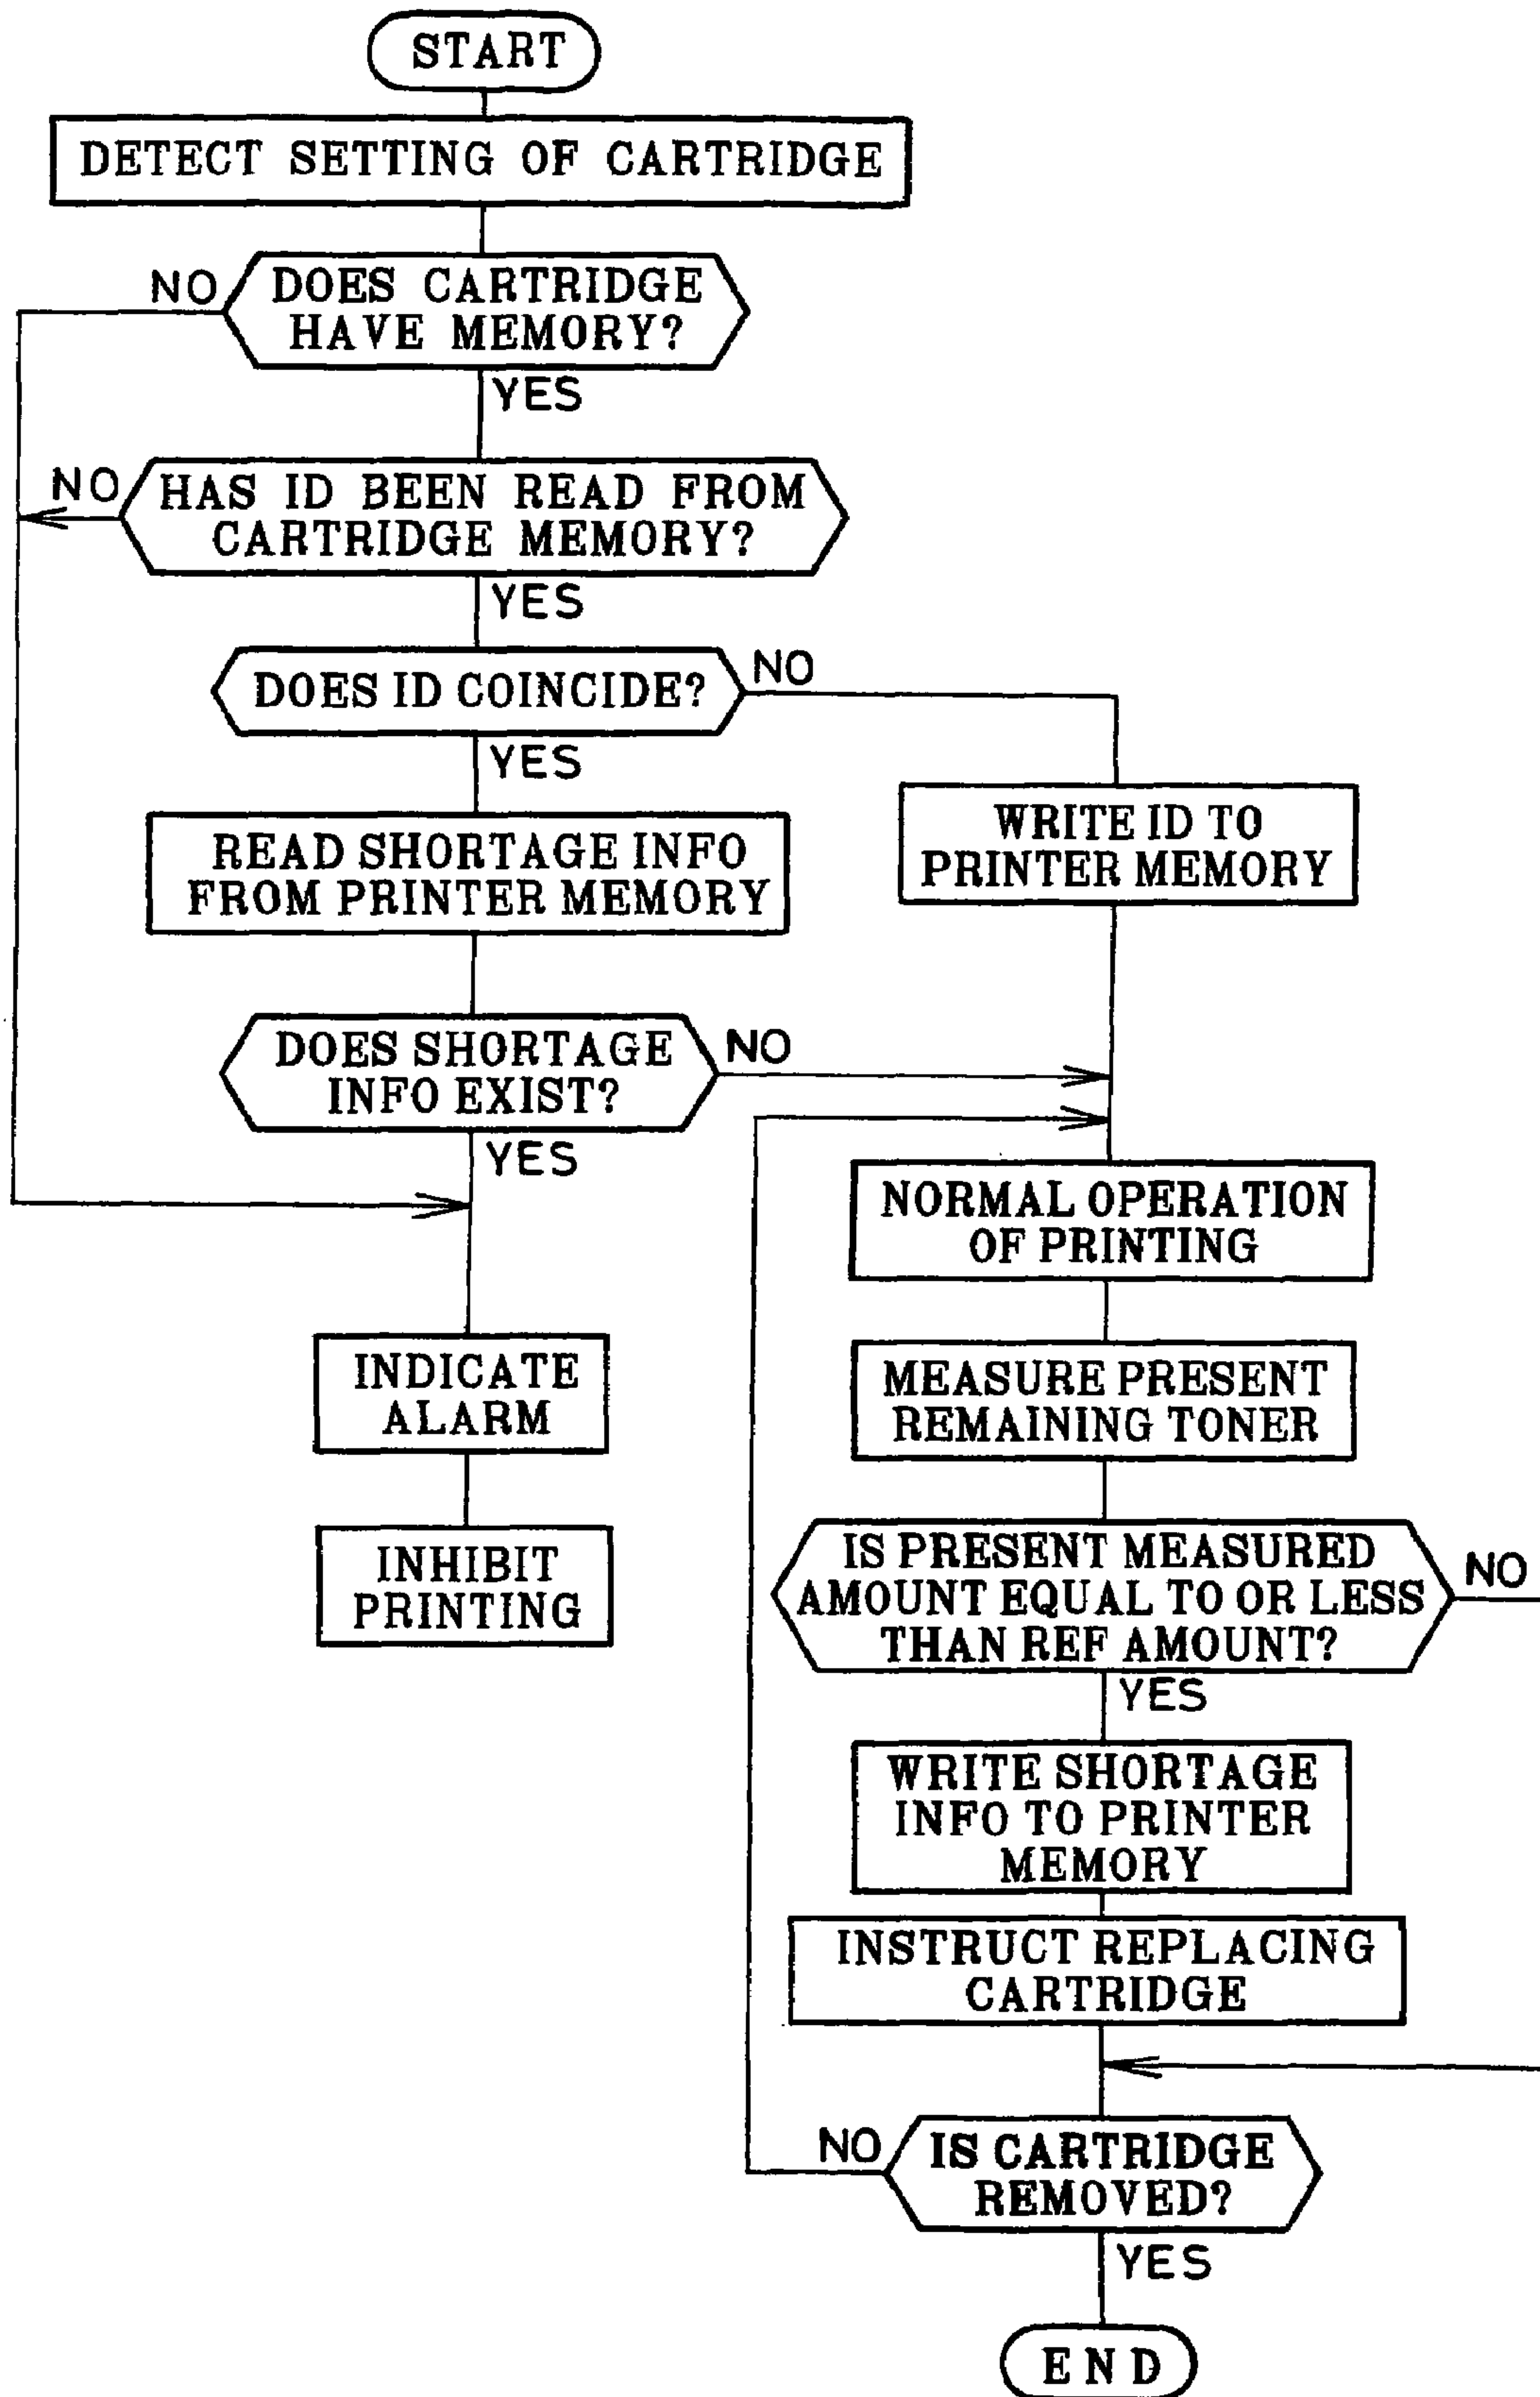 START
DETECT SETTING OF CARTRIDGE
NO
DOES CARTRIDGE
HAVE MEMORY?
YES
NO
HAS ID BEEN READ FROM
CARTRIDGE MEMORY?
YES
DOES ID COINCIDE?
NO
YES
READ SHORTAGE INFO
FROM PRINTER MEMORY
WRITE ID TO
PRINTER MEMORY
DOES SHORTAGE
INFO EXIST?
NO
YES
INDICATE
ALARM
INHIBIT
PRINTING
NORMAL OPERATION
OF PRINTING
MEASURE PRESENT
REMAINING TONER
IS PRESENT MEASURED
AMOUNT EQUAL TO OR LESS
THAN REF AMOUNT?
NO
YES
WRITE SHORTAGE
INFO TO PRINTER
MEMORY
INSTRUCT REPLACING
CARTRIDGE
NO
IS CARTRIDGE
REMOVED?
YES
END